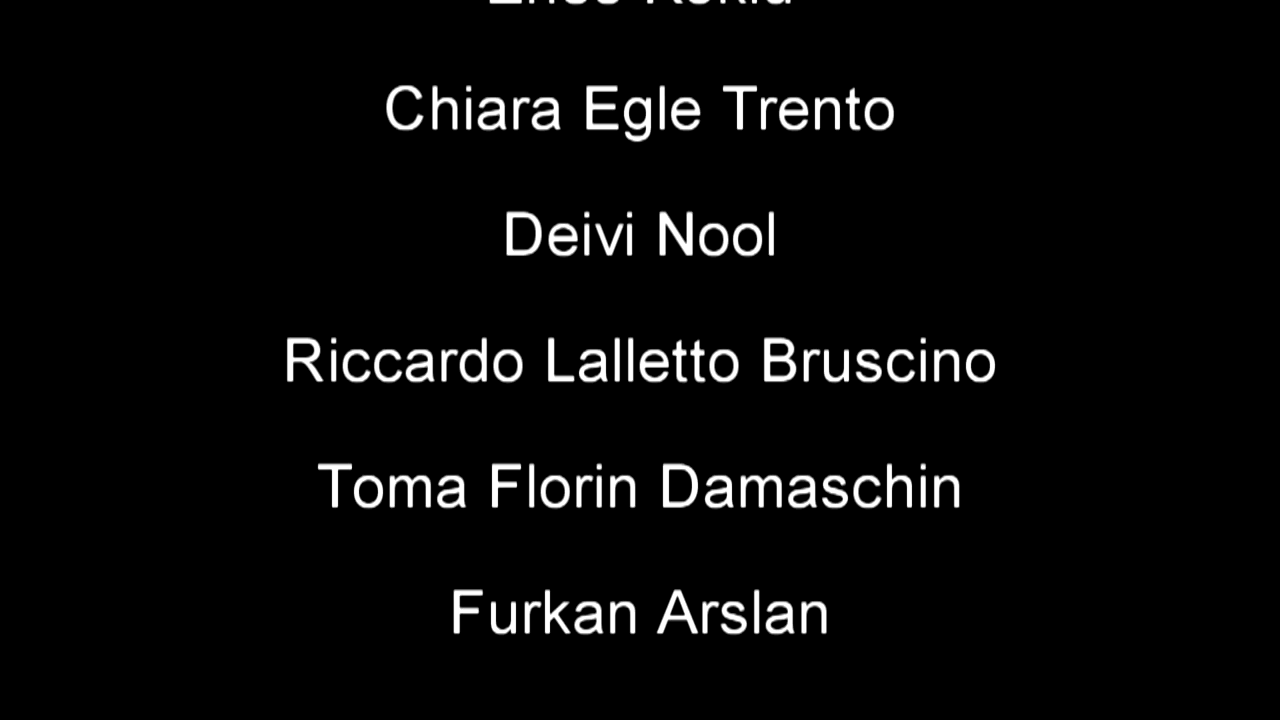 Chiara Egle Trento
Deivi Nool
Riccardo Lalletto Bruscino
Toma Florin Damaschin
Furkan Arslan